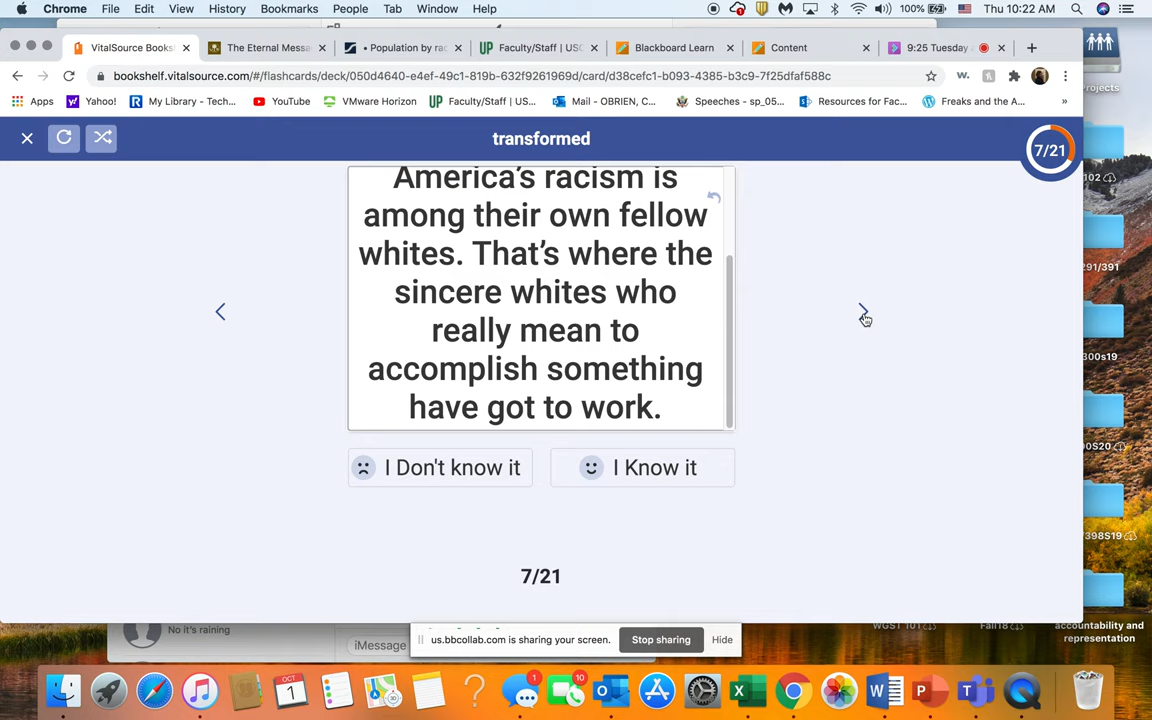 Chrome File Edit View History Bookmarks People Tab Window Help 100% Thu 10:22 AM
VitalSource Booksh The Eternal Messa • Population by rac Faculty/Staff | USC Blackboard Learn Content 9:25 Tuesday
bookshelf.vitalsource.com/#/flashcards/deck/050d4640-e4ef-49c1-819b-632f9261969d/card/d38cefc1-b093-4385-b3c9-7f25dfaf588c
Apps Yahoo! My Library - Tech... YouTube VMware Horizon Faculty/Staff | US... Mail - OBRIEN, C... Speeches - sp_05... Resources for Fac... Freaks and the A... »
transformed
7/21
America's racism is
among their own fellow
whites. That's where the
sincere whites who
really mean to
accomplish something
have got to work.
I Don't know it I Know it
7/21
No it's raining
iMessage
us.bbcollab.com is sharing your screen. Stop sharing Hide
accountability and
representation
OCT
1
1
10